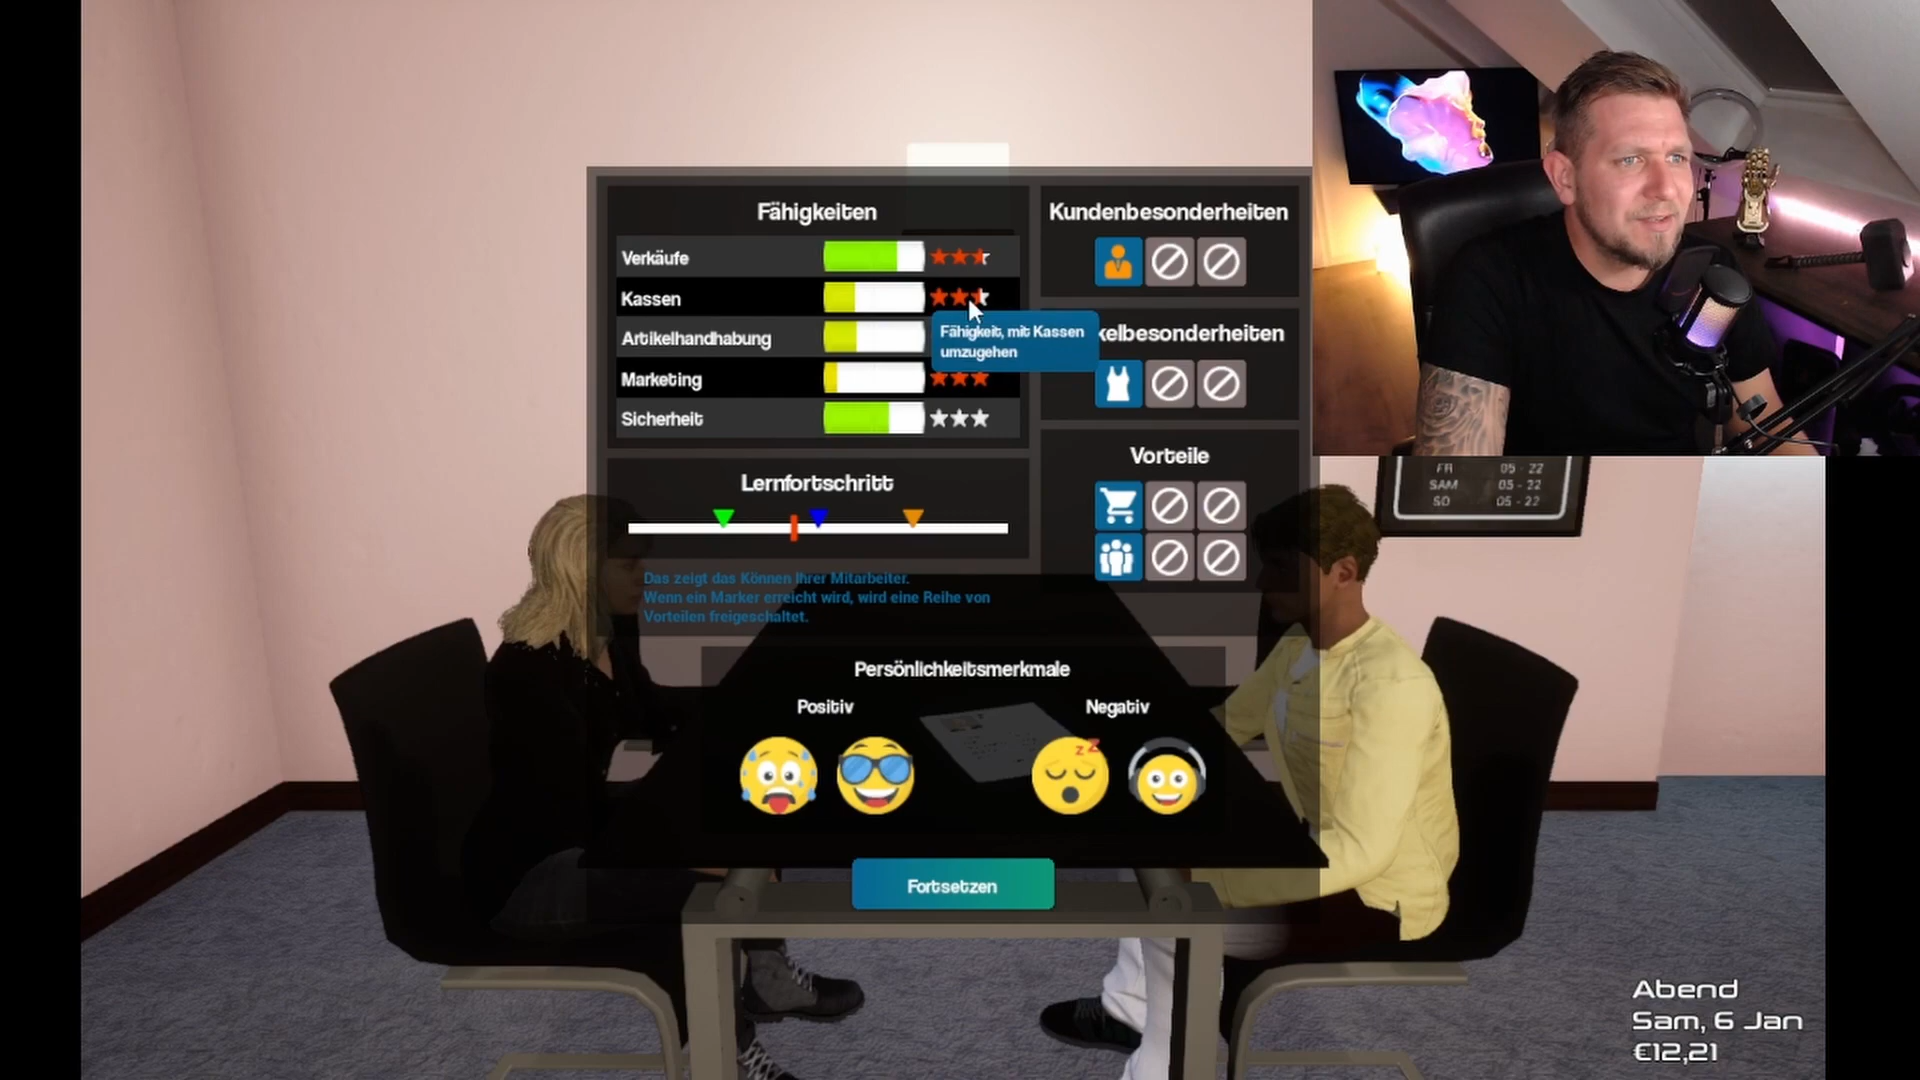 Fähigkeiten
Verkäufe
Kassen
Artikelhandhabung
Marketing
Sicherheit
Fähigkeit, mit Kassen
umzugehen
Kundenbesonderheiten
kelbesonderheiten
Vorteile
Lernfortschritt
Das zeigt das Können Ihrer Mitarbeiter.
Wenn ein Marker erreicht wird, wird eine Reihe von
Vorteilen freigeschaltet.
Persönlichkeitsmerkmale
Positiv
Negativ
z Z
Fortsetzen
FR 05 - 22
SAM 05 - 22
SO 05 - 22
Abend
Sam, 6 Jan
€12,21